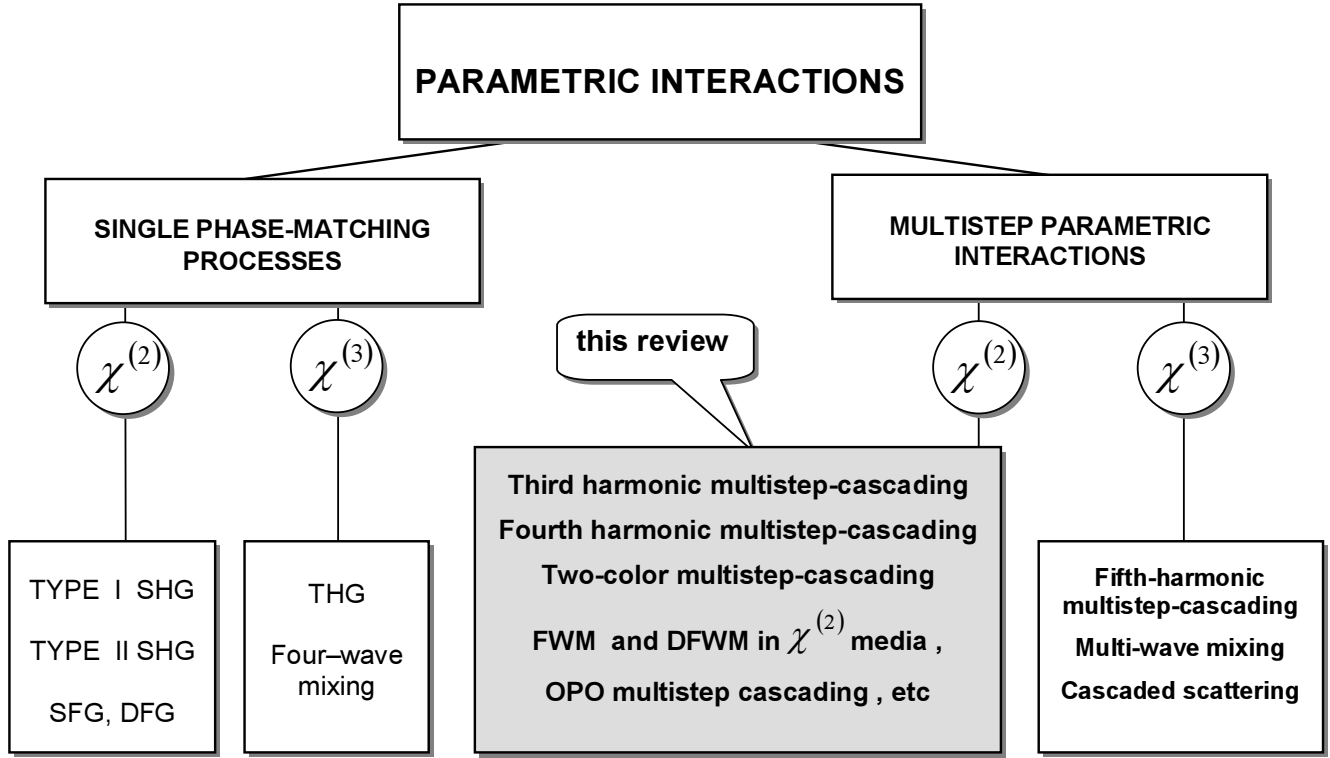 PARAMETRIC INTERACTIONS
SINGLE PHASE-MATCHING
PROCESSES
MULTISTEP PARAMETRIC
INTERACTIONS
χ(2)
χ(3)
this review
χ(2)
χ(3)
TYPE I SHG
TYPE II SHG
SFG, DFG
THG
Four–wave
mixing
Third harmonic multistep-cascading
Fourth harmonic multistep-cascading
Two-color multistep-cascading
FWM and DFWM in χ(2) media ,
OPO multistep cascading , etc
Fifth-harmonic
multistep-cascading
Multi-wave mixing
Cascaded scattering